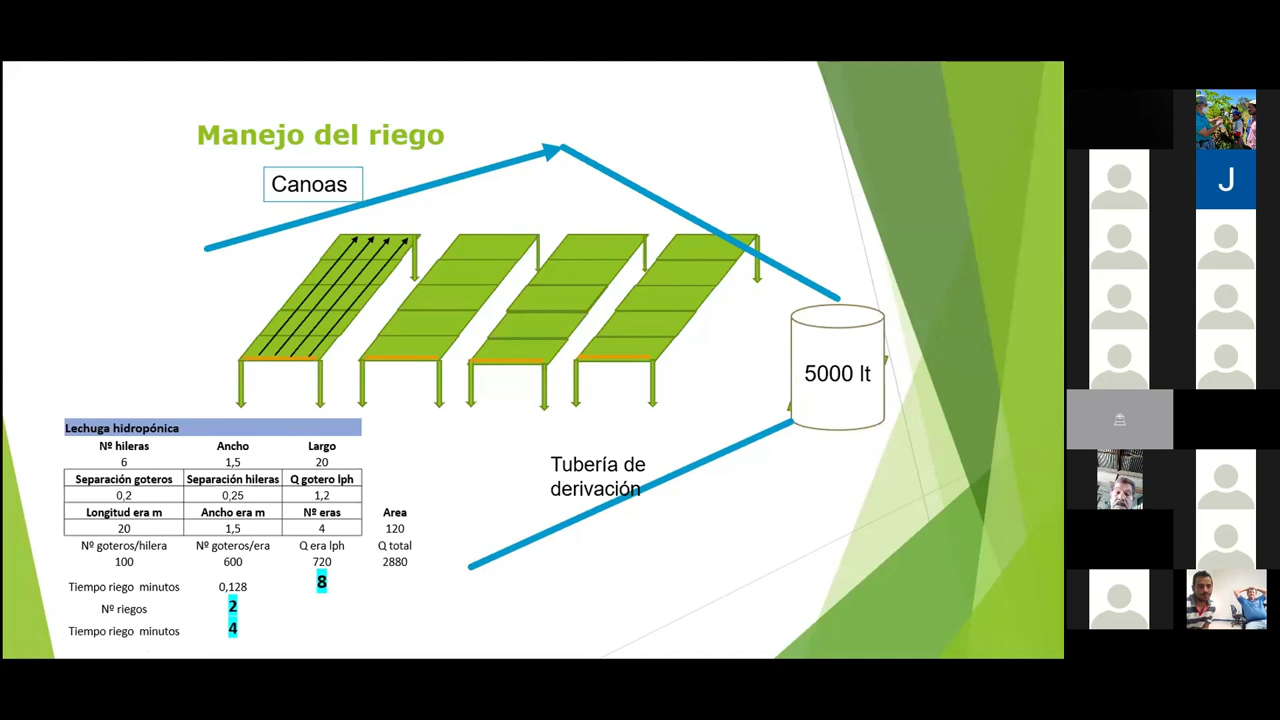 Manejo del riego
Canoas
5000 lt
Tubería de
derivación
Lechuga hidropónica
Nº hileras Ancho Largo
6 1,5 20
Separación goteros Separación hileras Q gotero lph
0,2 0,25 1,2
Longitud era m Ancho era m Nº eras Area
20 1,5 4 120
Nº goteros/hilera Nº goteros/era Q era lph Q total
100 600 720 2880
Tiempo riego minutos 0,128 8
Nº riegos 2
Tiempo riego minutos 4
J